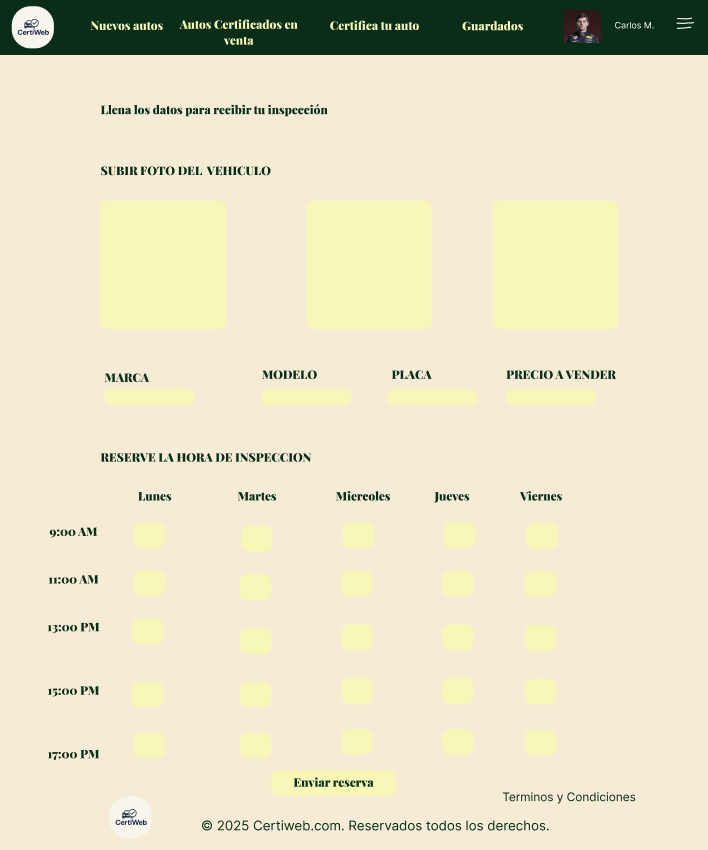 CertiWeb
Nuevos autos
Autos Certificados en
venta
Certifica tu auto
Guardados
Carlos M.
Llena los datos para recibir tu inspección
SUBIR FOTO DEL VEHICULO
MARCA
MODELO
PLACA
PRECIO A VENDER
RESERVE LA HORA DE INSPECCION
Lunes
Martes
Miercoles
Jueves
Viernes
9:00 AM
11:00 AM
13:00 PM
15:00 PM
17:00 PM
Enviar reserva
Terminos y Condiciones
CertiWeb
© 2025 Certiweb.com. Reservados todos los derechos.